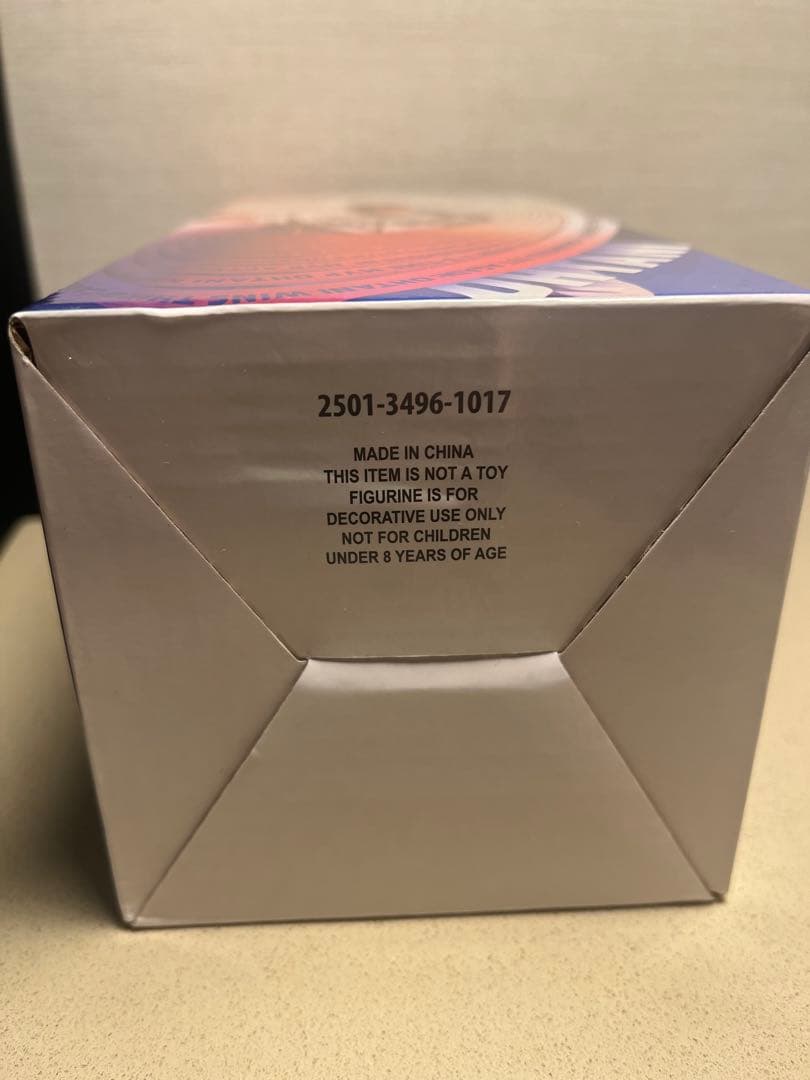 2501-3496-1017
MADE IN CHINA
THIS ITEM IS NOT A TOY
FIGURINE IS FOR
DECORATIVE USE ONLY
NOT FOR CHILDREN
UNDER 8 YEARS OF AGE